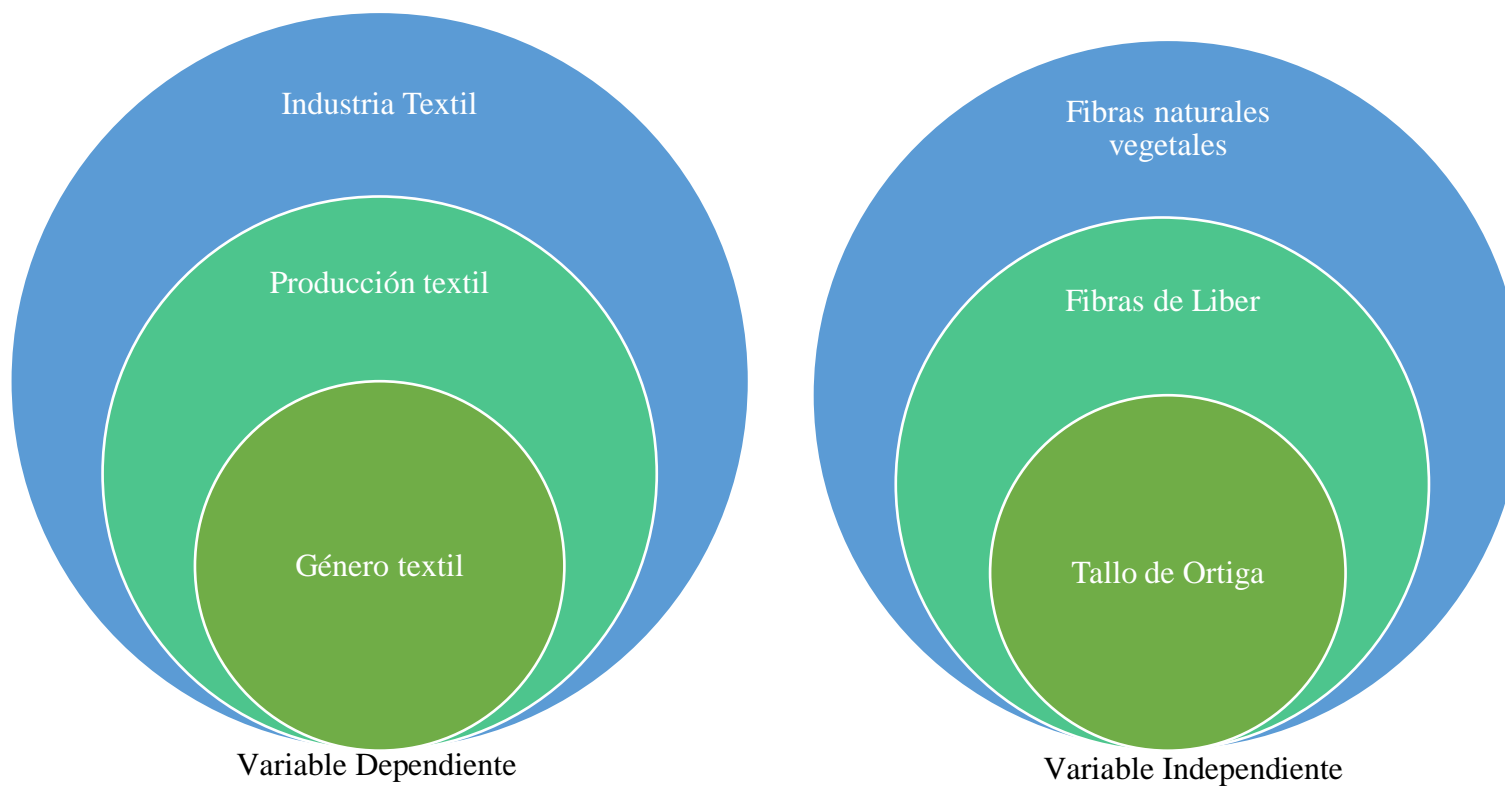 Industria Textil
Producción textil
Género textil
Variable Dependiente
Fibras naturales
vegetales
Fibras de Liber
Tallo de Ortiga
Variable Independiente